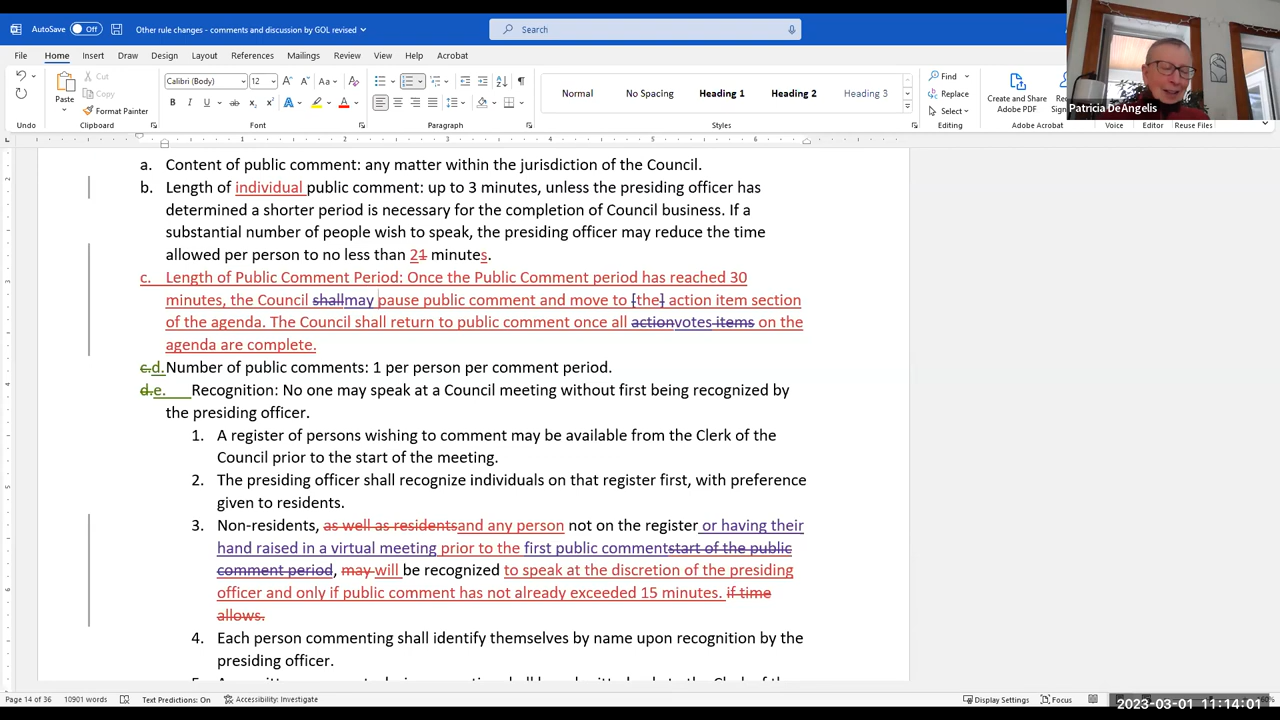 AutoSave Off Other rule changes - comments and discussion by GOL revised Search
File Home Insert Draw Design Layout References Mailings Review View Help Acrobat
Patricia DeAngelis
Paste Cut Copy Format Painter Calibri (Body) 12 Normal No Spacing Heading 1 Heading 2 Heading 3 Find Replace Select Create and Share Adobe PDF
Undo Clipboard Font Paragraph Styles Editing Adobe Acrobat Voice Editor Reuse Files
a. Content of public comment: any matter within the jurisdiction of the Council.
b. Length of individual public comment: up to 3 minutes, unless the presiding officer has
determined a shorter period is necessary for the completion of Council business. If a
substantial number of people wish to speak, the presiding officer may reduce the time
allowed per person to no less than 21 minutes.
c. Length of Public Comment Period: Once the Public Comment period has reached 30
minutes, the Council shallmay pause public comment and move to [the] action item section
of the agenda. The Council shall return to public comment once all actionvotes items on the
agenda are complete.
c.d. Number of public comments: 1 per person per comment period.
d.e. Recognition: No one may speak at a Council meeting without first being recognized by
the presiding officer.
1. A register of persons wishing to comment may be available from the Clerk of the
Council prior to the start of the meeting.
2. The presiding officer shall recognize individuals on that register first, with preference
given to residents.
3. Non-residents, as well as residentsand any person not on the register or having their
hand raised in a virtual meeting prior to the first public commentstart of the public
comment period, may will be recognized to speak at the discretion of the presiding
officer and only if public comment has not already exceeded 15 minutes. if time
allows.
4. Each person commenting shall identify themselves by name upon recognition by the
presiding officer.
Page 14 of 36 10901 words Text Predictions: On Accessibility: Investigate Display Settings Focus
2023-03-01 11:14:01